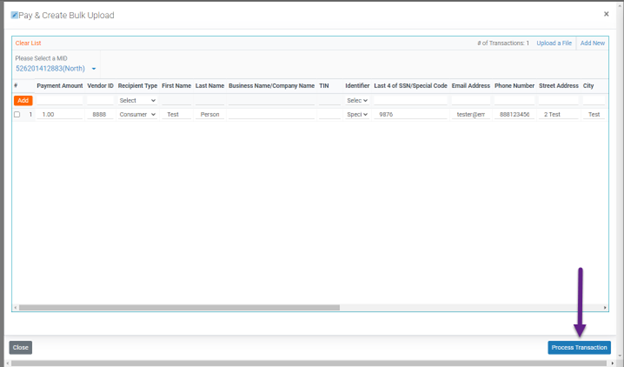 Pay & Create Bulk Upload
×
Clear List # of Transactions: 1 Upload a File Add New
Please Select a MID
526201412883(North)
# Payment Amount Vendor ID Recipient Type First Name Last Name Business Name/Company Name TIN Identifier Last 4 of SSN/Special Code Email Address Phone Number Street Address City
Add Select Selec
1 1.00 8888 Consumer Test Person Speci 9876 tester@err 888123456 2 Test Test
Close Process Transaction